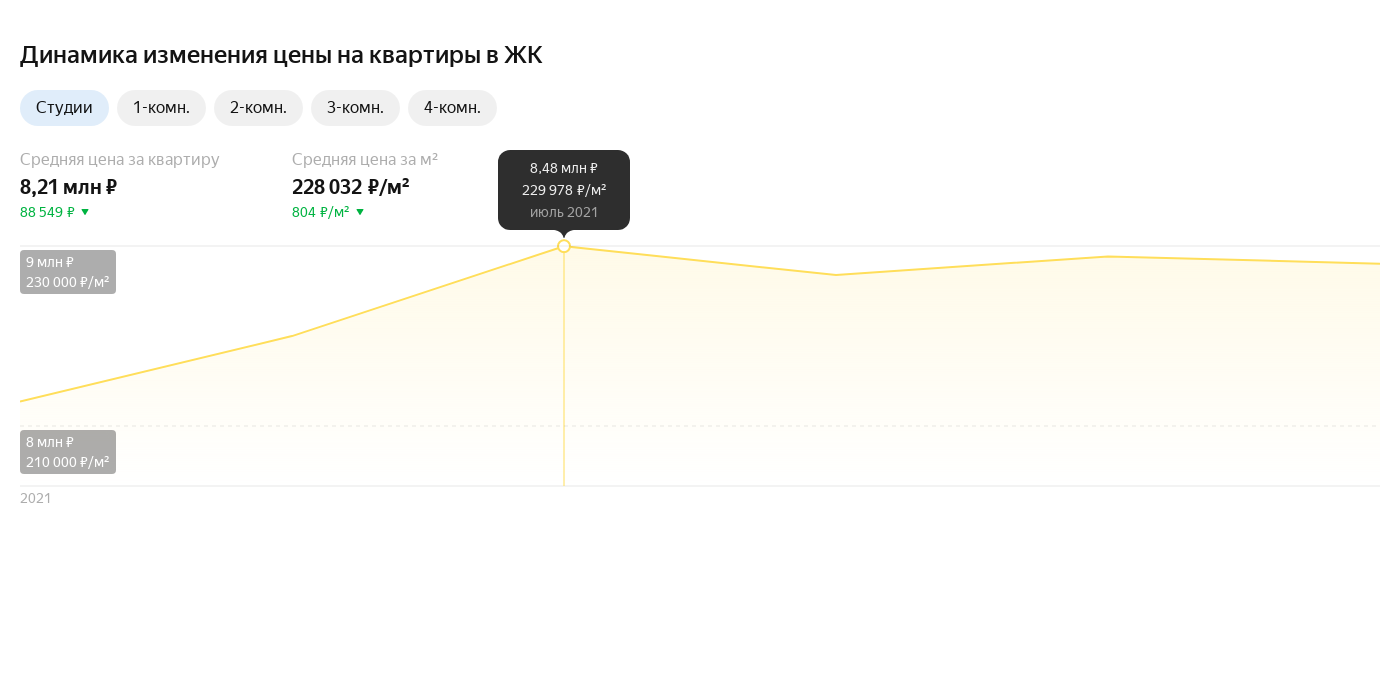 Динамика изменения цены на квартиры в ЖК
Студии
1-комн.
2-комн.
3-комн.
4-комн.
Средняя цена за квартиру
8,21 млн ₽
88 549 ₽
Средняя цена за м²
228 032 ₽/м²
804 ₽/м²
8,48 млн ₽
229 978 ₽/м²
июль 2021
9 млн ₽
230 000 ₽/м²
8 млн ₽
210 000 ₽/м²
2021